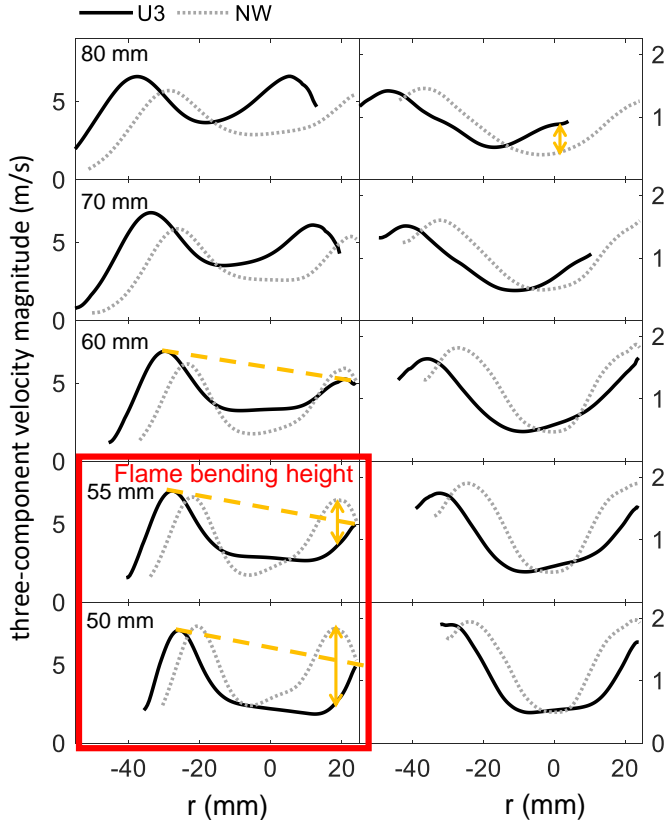 U3 NW
80 mm
5
0
2
1
70 mm
5
0
2
1
60 mm
5
0
2
1
Flame bending height
55 mm
5
0
2
1
50 mm
5
0
2
1
-40 -20 0 20 -40 -20 0 20
r (mm) r (mm)
three-component velocity magnitude (m/s)